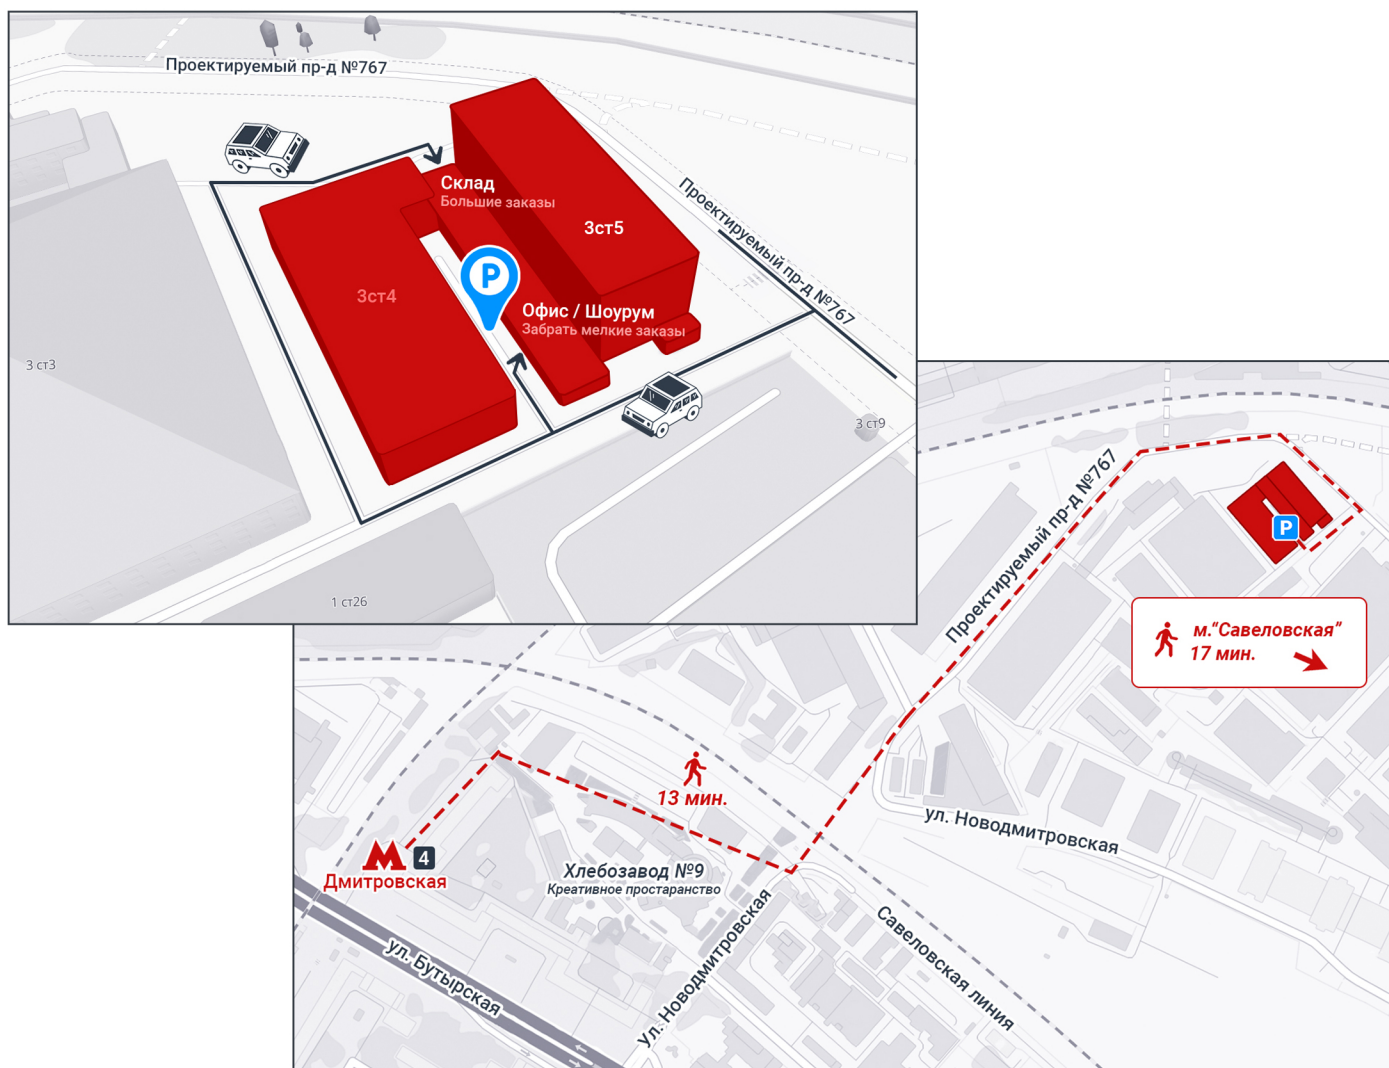 Проектируемый пр-д №767
Склад
Большие заказы
3ст5
Проектируемый пр-д №767
P
3ст4
Офис / Шоурум
Забрать мелкие заказы
3 ст3
3 ст9
1 ст26
Проектируемый пр-д №767
P
м.“Савеловская”
17 мин.
13 мин.
ул. Новодмитровская
4
Дмитровская
Хлебозавод №9
Креативное простаранство
ул. Бутырская
Ул. Новодмитровская
Савеловская линия